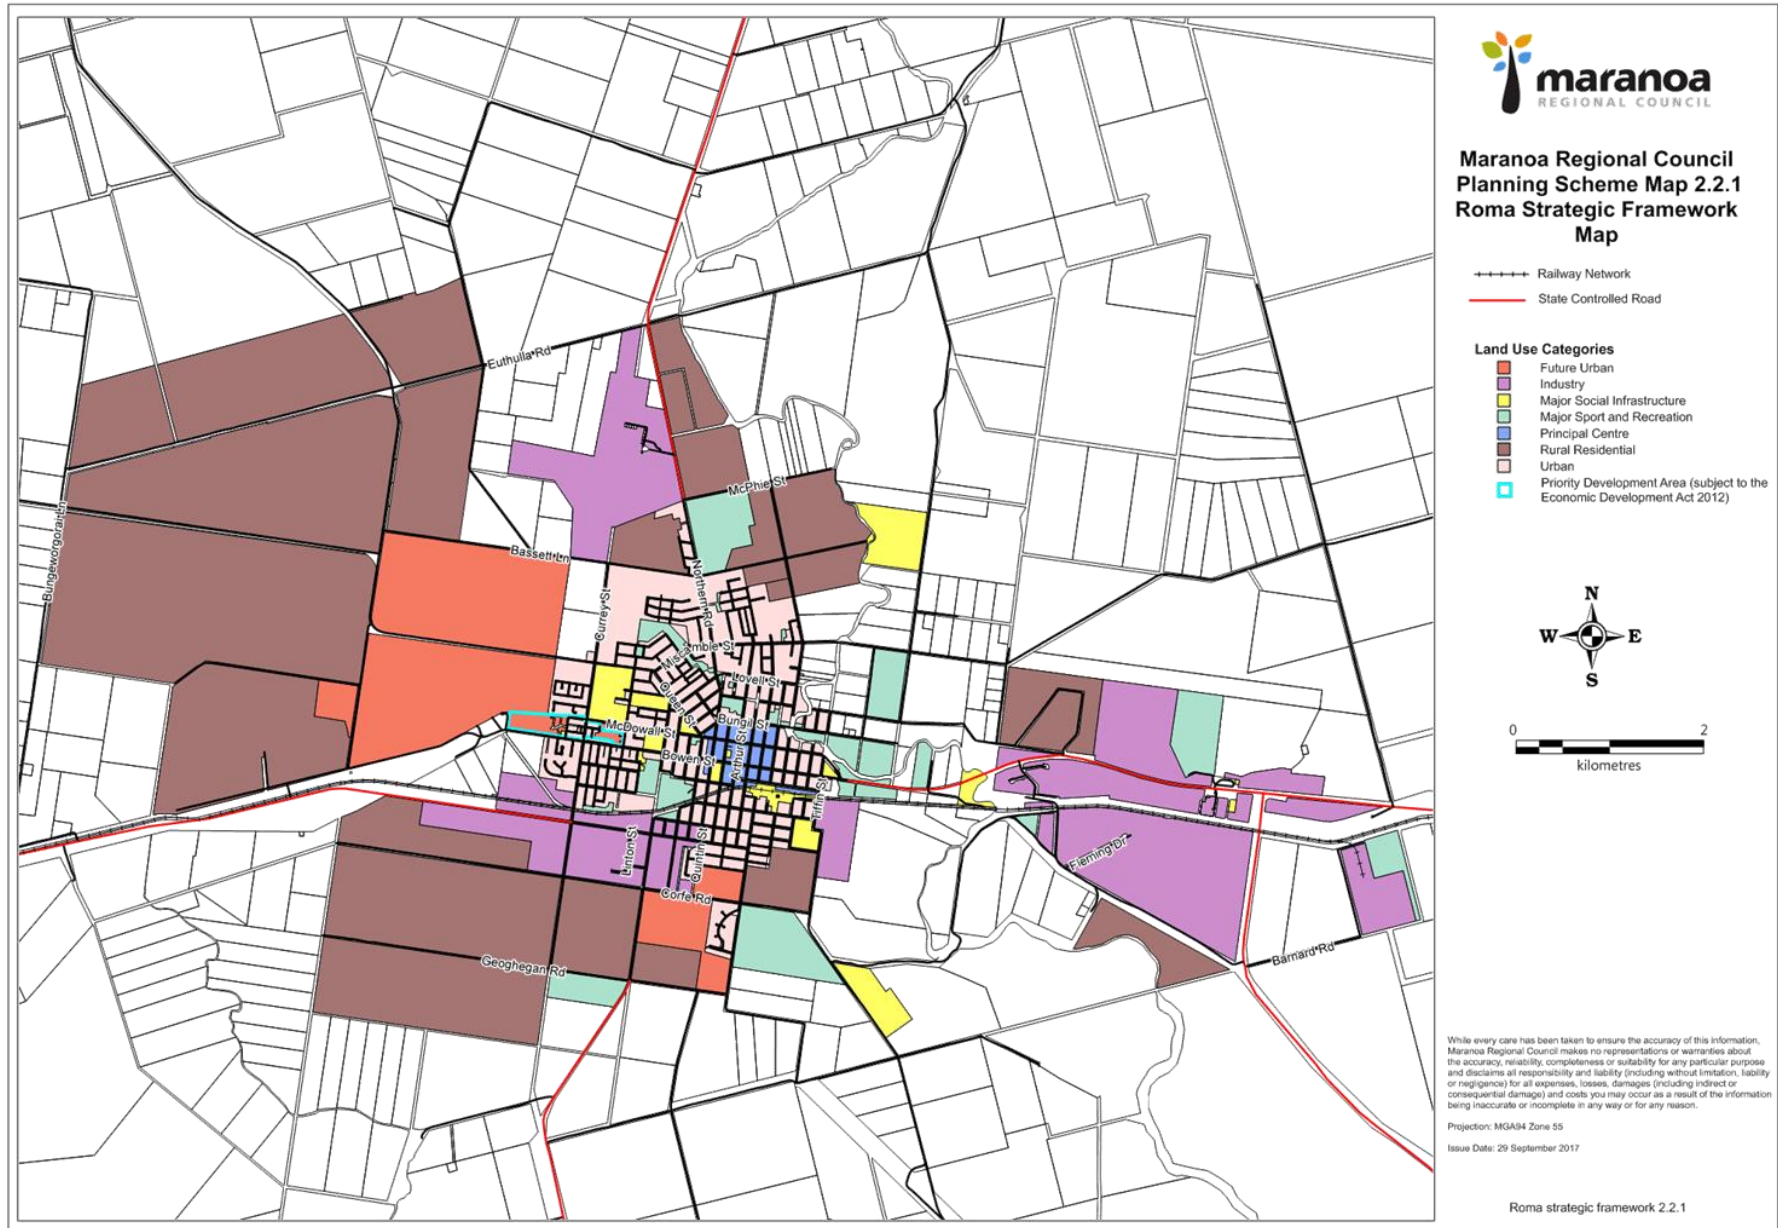 maranoa
REGIONAL COUNCIL
Maranoa Regional Council
Planning Scheme Map 2.2.1
Roma Strategic Framework
Map
Railway Network
State Controlled Road
Land Use Categories
Future Urban
Industry
Major Social Infrastructure
Major Sport and Recreation
Principal Centre
Rural Residential
Urban
Priority Development Area (subject to the
Economic Development Act 2012)
N
W E
S
0 2
kilometres
Euthulla Rd
McPhie St
Bungeworgorai Ln
Bassett Ln
Northern Rd
Currey St
Miscamble St
Lovell St
Queen St
Bungil St
McDowall St
Arthur St
Bowen St
Tiffin St
Linton St
Quintin St
Fleming Dr
Corfe Rd
Geoghegan Rd
Barnard Rd
While every care has been taken to ensure the accuracy of this information,
Maranoa Regional Council makes no representations or warranties about
the accuracy, reliability, completeness or suitability for any particular purpose
and disclaims all responsibility and liability (including without limitation, liability
or negligence) for all expenses, losses, damages (including indirect or
consequential damage) and costs you may occur as a result of the information
being inaccurate or incomplete in any way or for any reason.
Projection: MGA94 Zone 55
Issue Date: 29 September 2017
Roma strategic framework 2.2.1